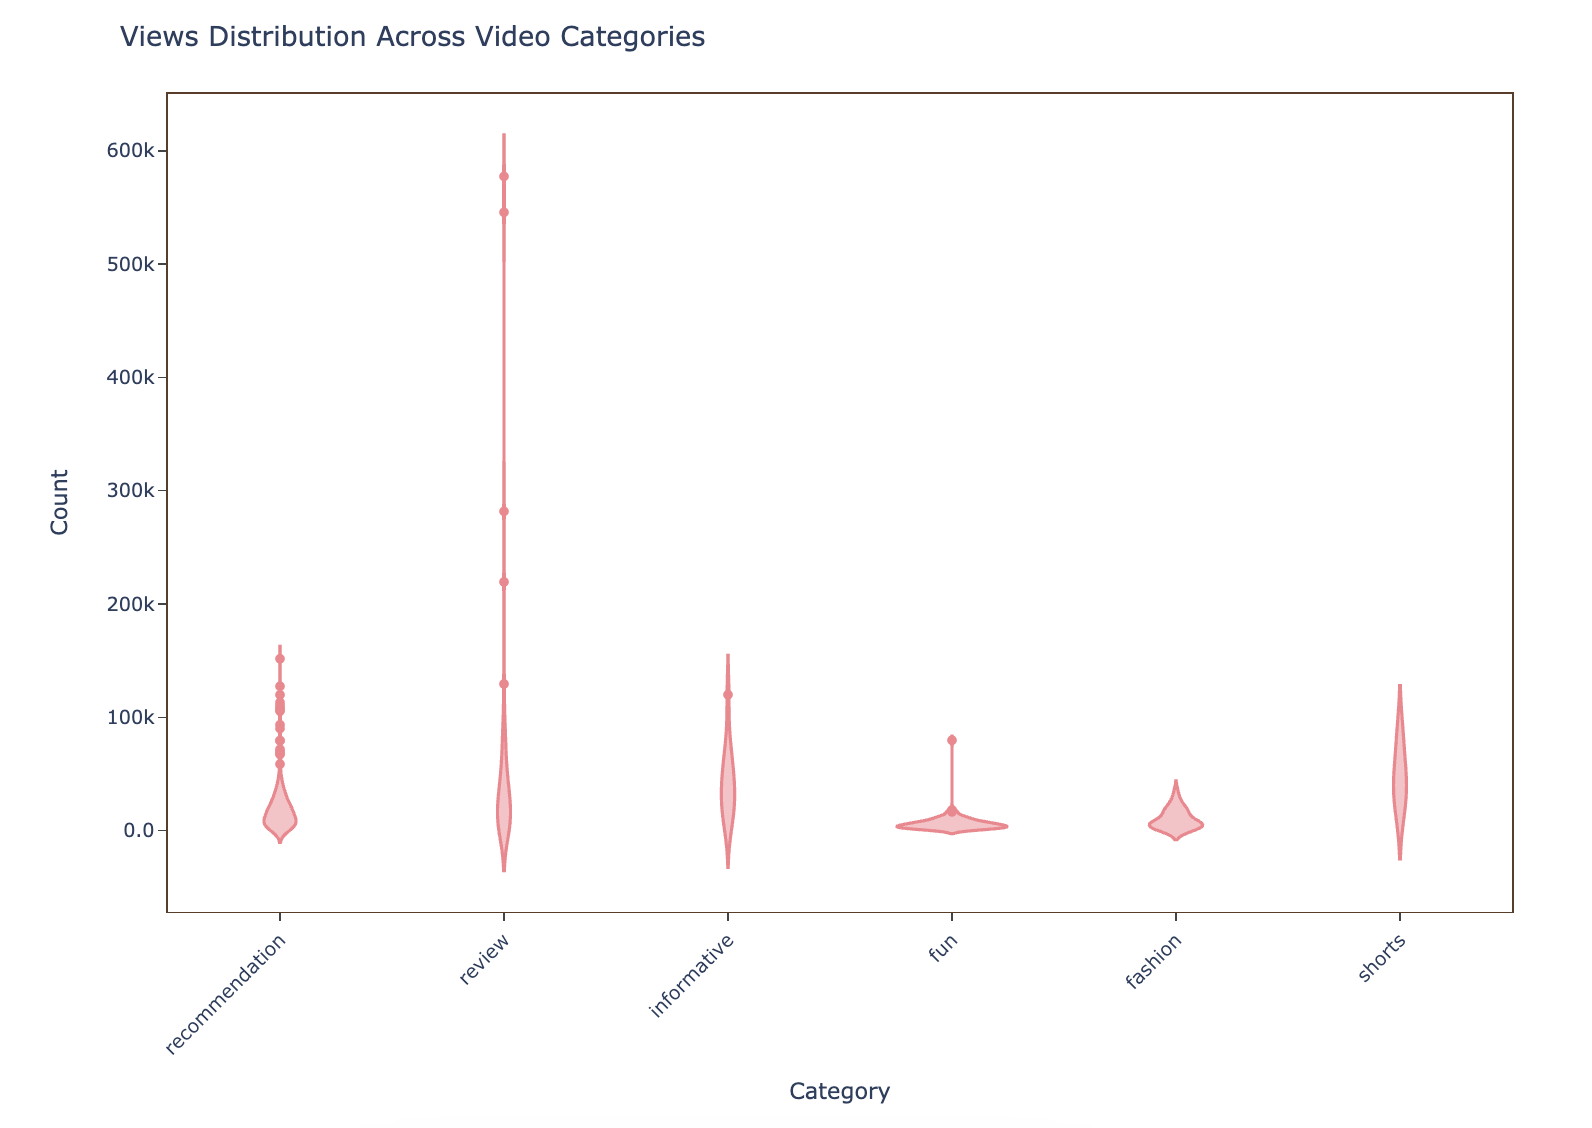 Views Distribution Across Video Categories
600k
500k
400k
300k
200k
100k
0.0
Count
recommendation
review
informative
fun
fashion
shorts
Category